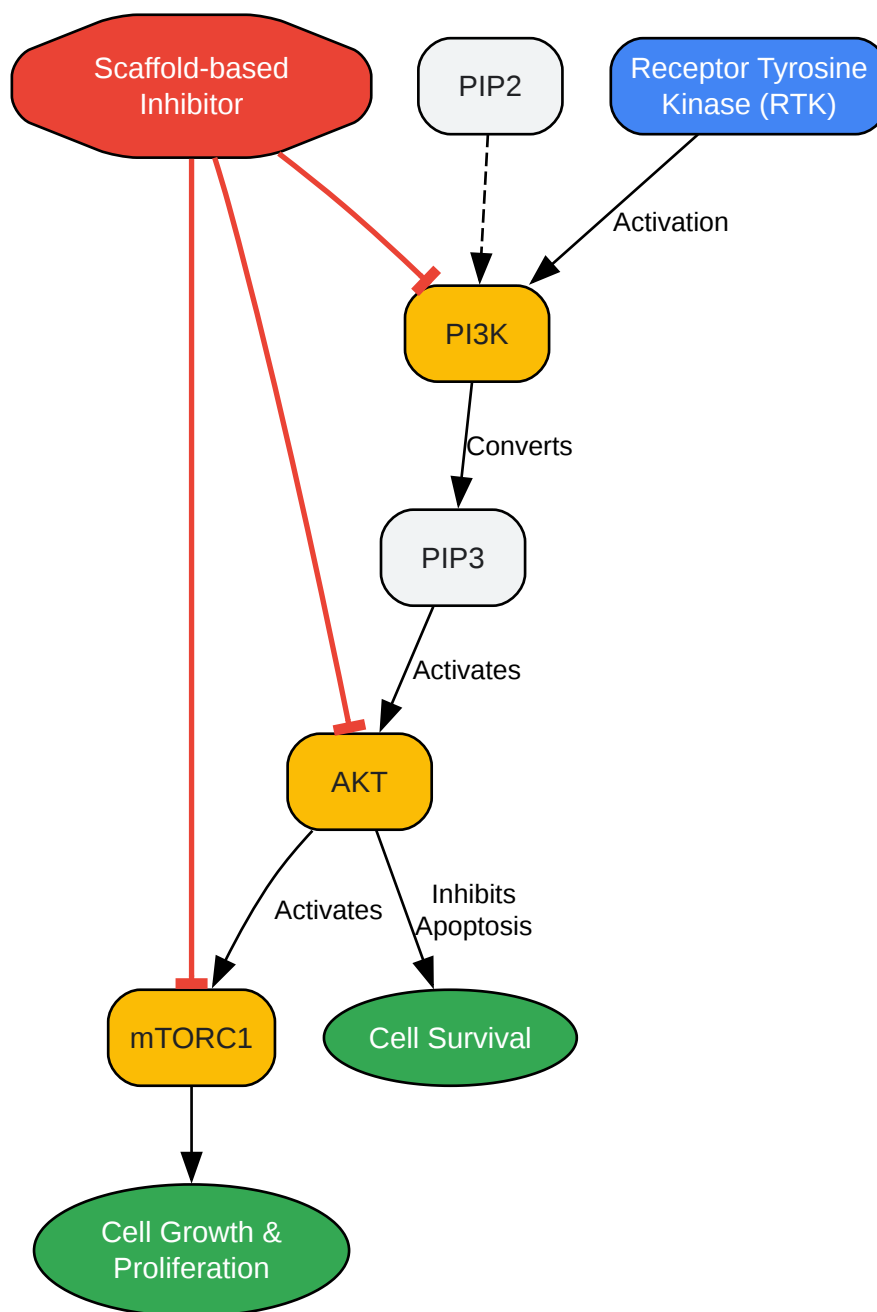 Scaffold-based
Inhibitor
PIP2
Receptor Tyrosine
Kinase (RTK)
Activation
PI3K
Converts
PIP3
Activates
AKT
Activates
Inhibits
Apoptosis
mTORC1
Cell Survival
Cell Growth &
Proliferation